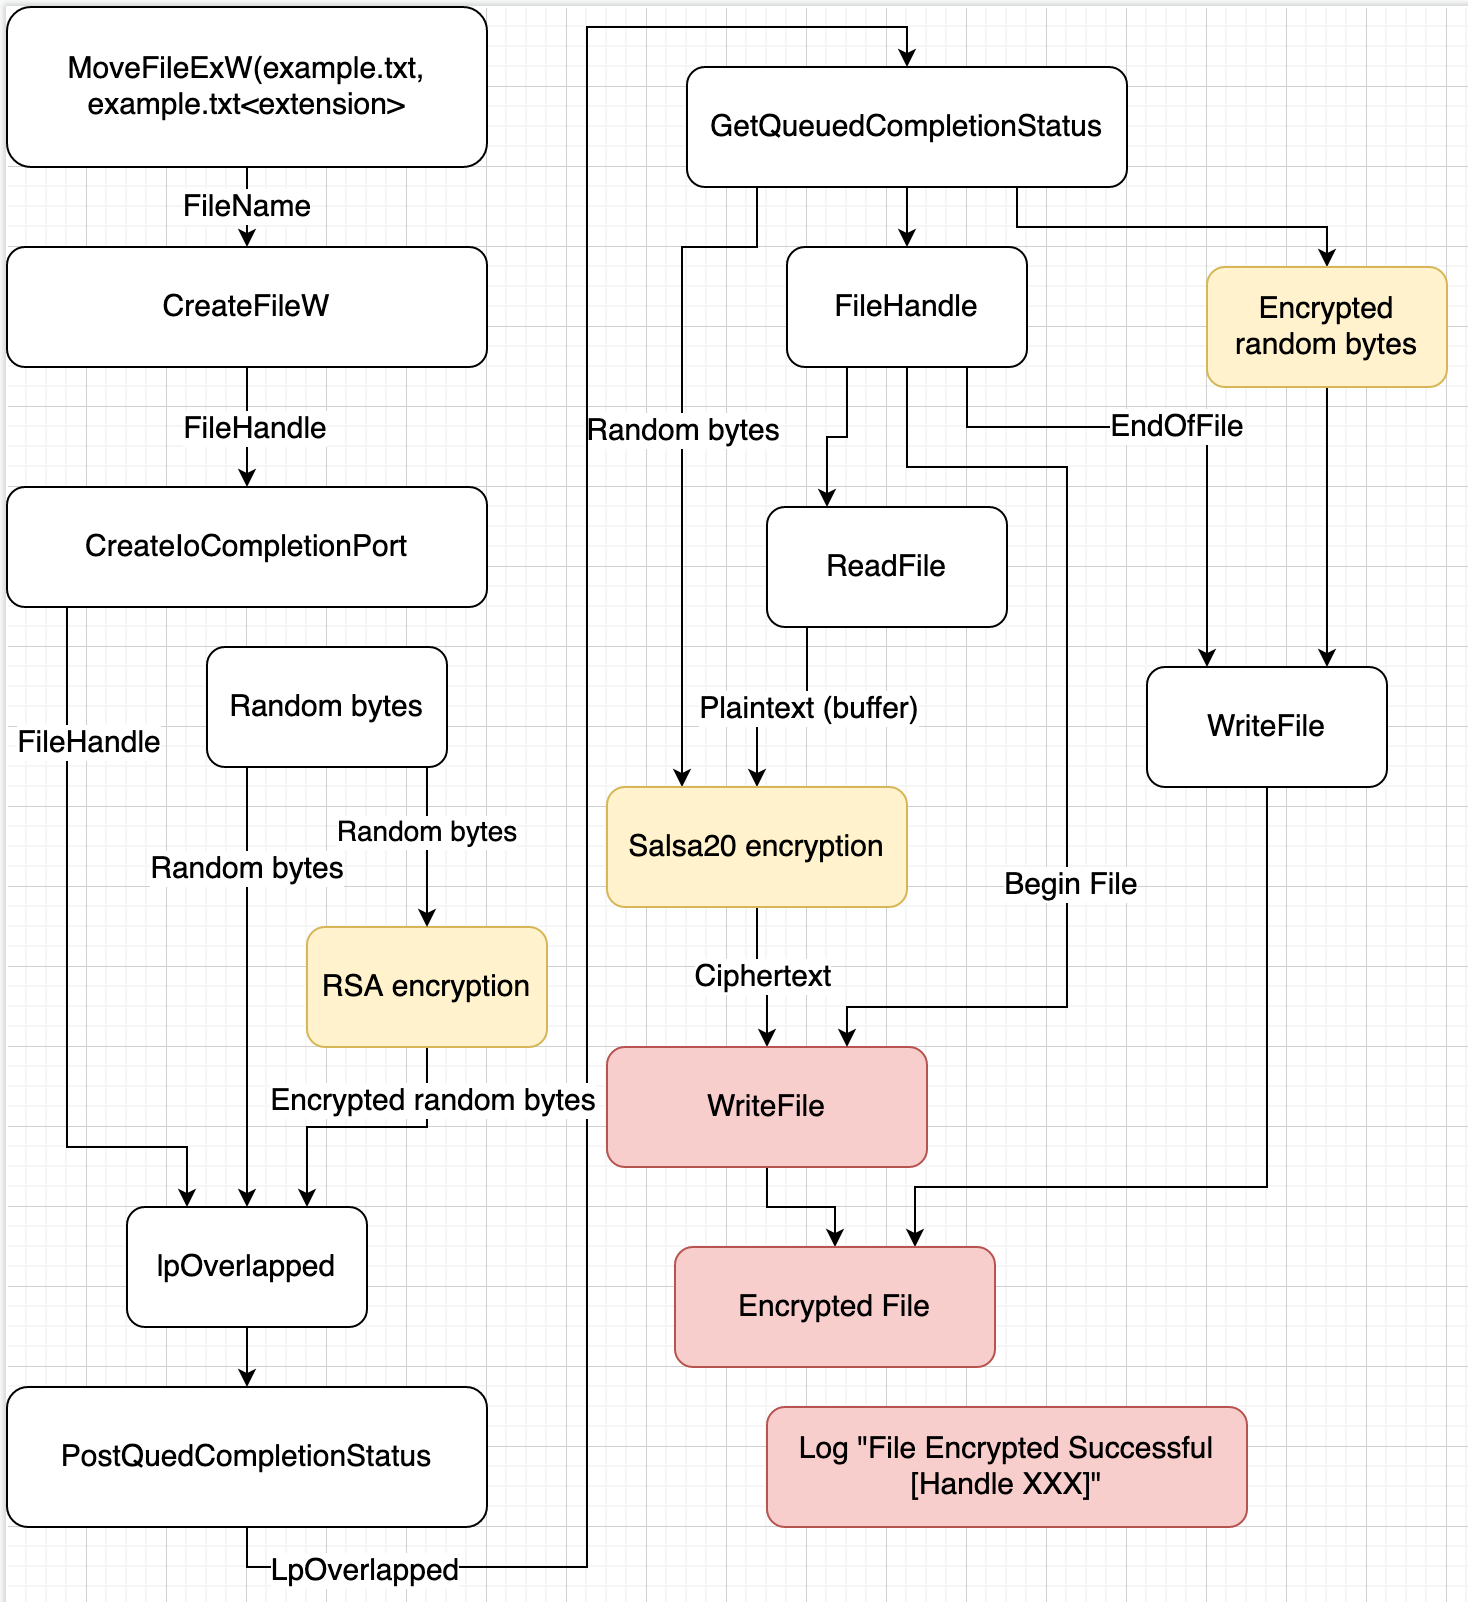 MoveFileExW(example.txt,
example.txt<extension>
FileName
CreateFileW
FileHandle
CreateIoCompletionPort
FileHandle
Random bytes
Random bytes
Random bytes
RSA encryption
Encrypted random bytes
lpOverlapped
PostQuedCompletionStatus
LpOverlapped
GetQueuedCompletionStatus
FileHandle
Encrypted
random bytes
Random bytes
EndOfFile
ReadFile
Plaintext (buffer)
WriteFile
Salsa20 encryption
Begin File
Ciphertext
WriteFile
Encrypted File
Log "File Encrypted Successful
[Handle XXX]"